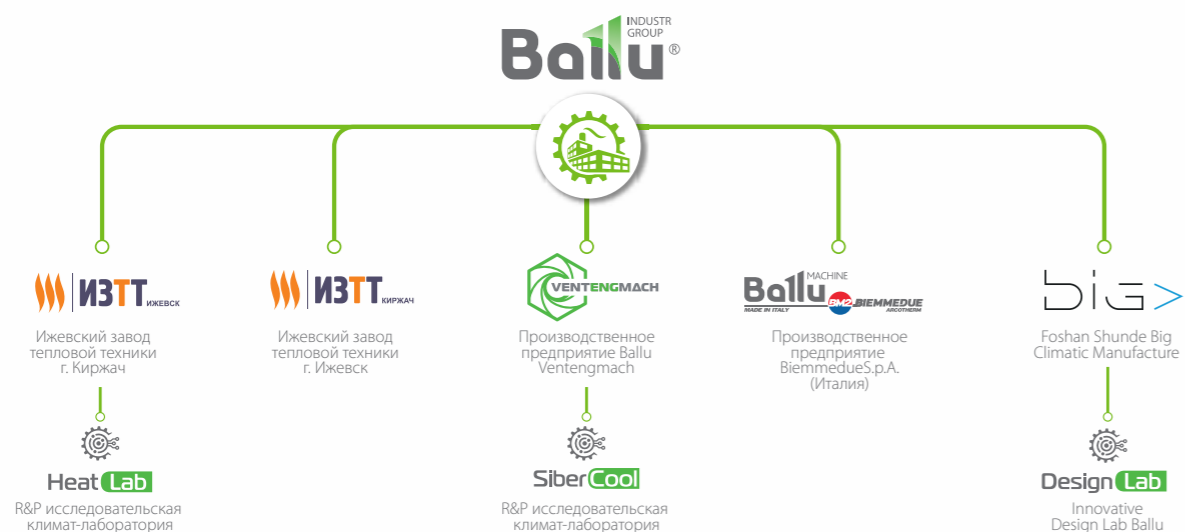 INDUSTR
GROUP
Ballu®
ИЗТТ ИЖЕВСК
Ижевский завод
тепловой техники
г. Киржач
ИЗТТ КИРЖАЧ
Ижевский завод
тепловой техники
г. Ижевск
VENTENGMACH
Производственное
предприятие Ballu
Ventengmach
MACHINE
Ballu
MADE IN ITALY
BM2 BIEMMEDUE
ARCOTHERM
Производственное
предприятие
BiemmedueS.p.A.
(Италия)
biG>
Foshan Shunde Big
Climatic Manufacture
Heat Lab
R&P исследовательская
климат-лаборатория
SiberCool
R&P исследовательская
климат-лаборатория
Design Lab
Innovative
Design Lab Ballu